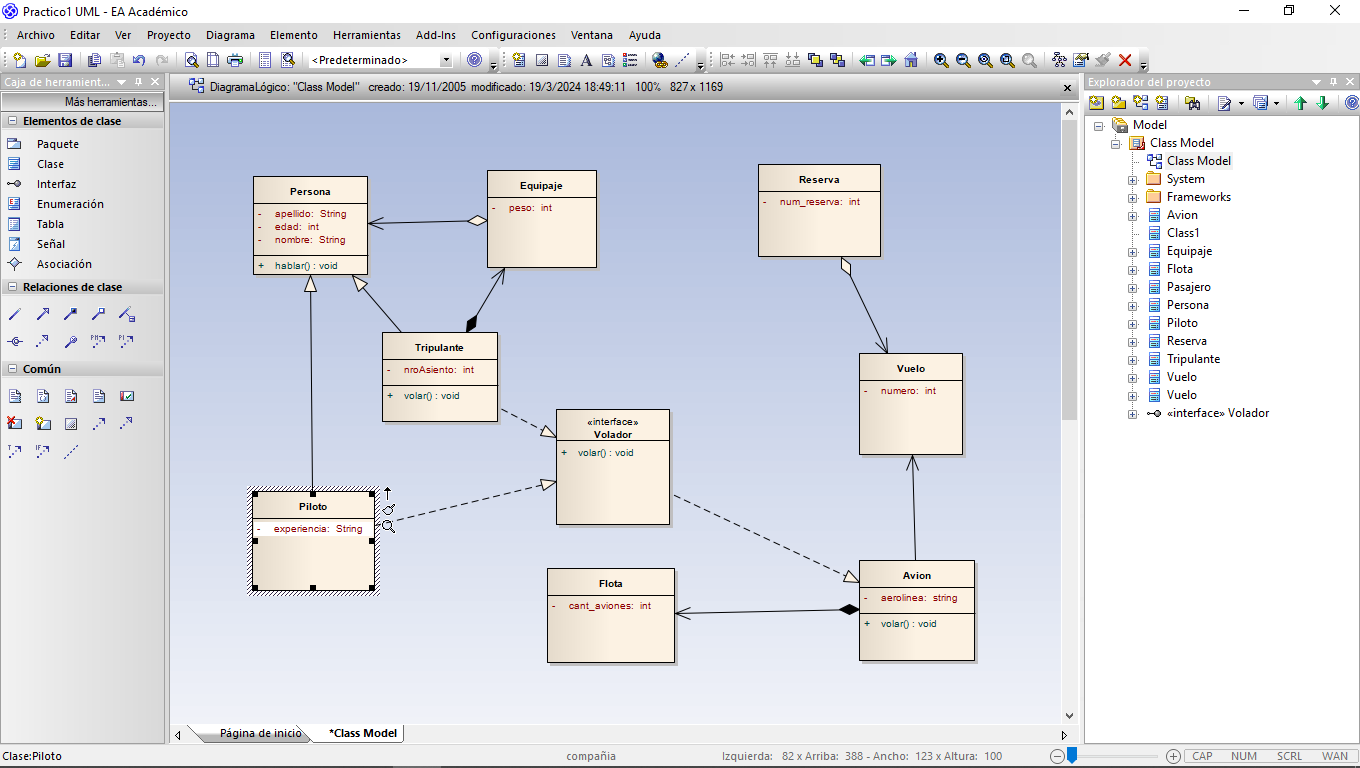 Practico1 UML - EA Académico
Archivo Editar Ver Proyecto Diagrama Elemento Herramientas Add-Ins Configuraciones Ventana Ayuda
<Predeterminado>
Caja de herrament...
Más herramientas...
Elementos de clase
Paquete
Clase
Interfaz
Enumeración
Tabla
Señal
Asociación
Relaciones de clase
Común
DiagramaLógico: "Class Model" creado: 19/11/2005 modificado: 19/3/2024 18:49:11 100% 827 x 1169
Persona
- apellido: String
- edad: int
- nombre: String
+ hablar() : void
Equipaje
- peso: int
Reserva
- num_reserva: int
Tripulante
- nroAsiento: int
+ volar() : void
Vuelo
- numero: int
«interface»
Volador
+ volar() : void
Piloto
- experiencia: String
Flota
- cant_aviones: int
Avion
- aerolinea: string
+ volar() : void
Página de inicio *Class Model
Explorador del proyecto
Model
Class Model
Class Model
System
Frameworks
Avion
Class1
Equipaje
Flota
Pasajero
Persona
Piloto
Reserva
Tripulante
Vuelo
Vuelo
«interface» Volador
Clase:Piloto compañia Izquierda: 82 x Arriba: 388 - Ancho: 123 x Altura: 100 CAP NUM SCRL WAN